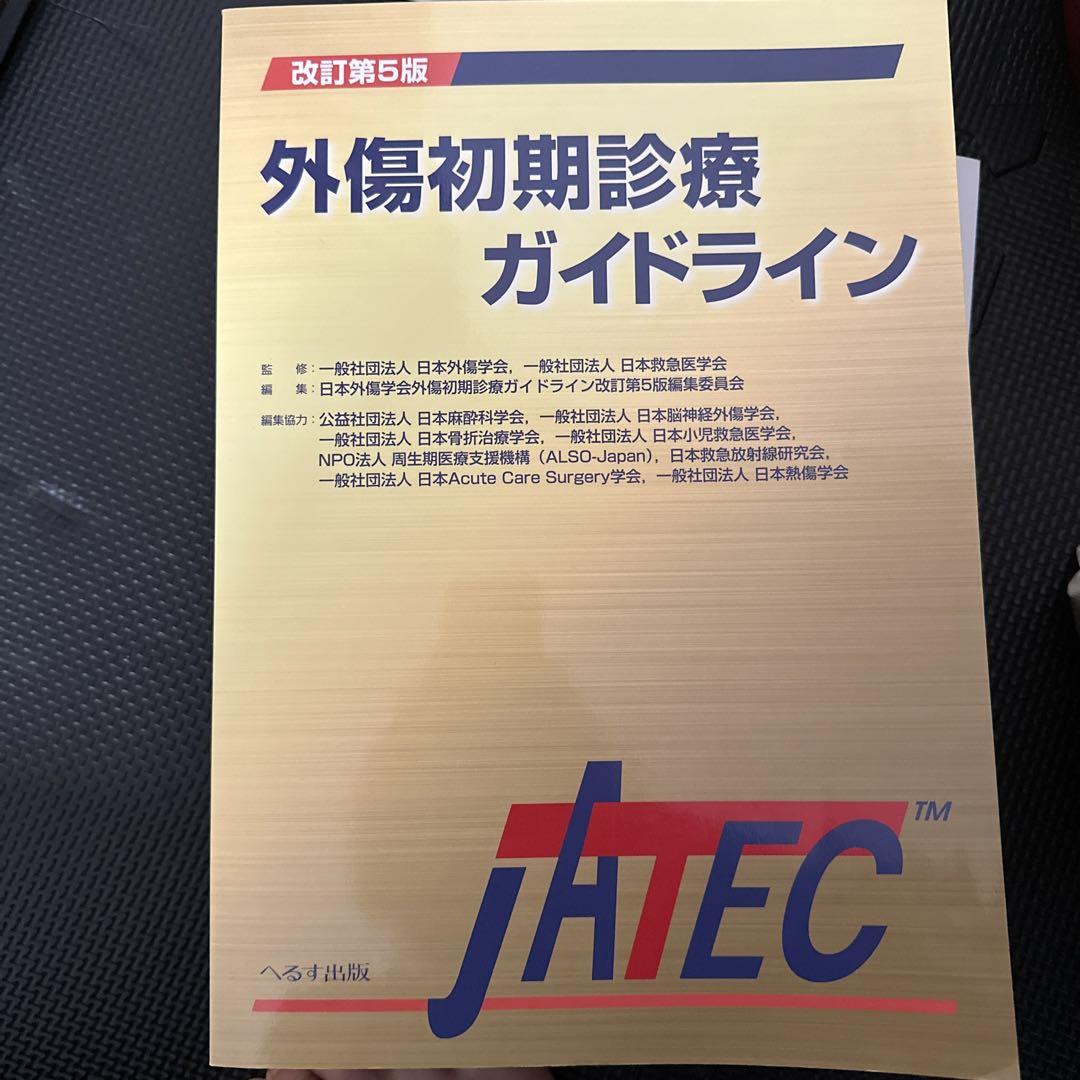 改訂第5版
外傷初期診療
ガイドライン
監　修：一般社団法人 日本外傷学会，一般社団法人 日本救急医学会
編　集：日本外傷学会外傷初期診療ガイドライン改訂第5版編集委員会
編集協力：公益社団法人 日本麻酔科学会，一般社団法人 日本脳神経外傷学会，
一般社団法人 日本骨折治療学会，一般社団法人 日本小児救急医学会，
NPO法人 周生期医療支援機構（ALSO-Japan），日本救急放射線研究会，
一般社団法人 日本Acute Care Surgery学会，一般社団法人 日本熱傷学会
JATEC™
へるす出版